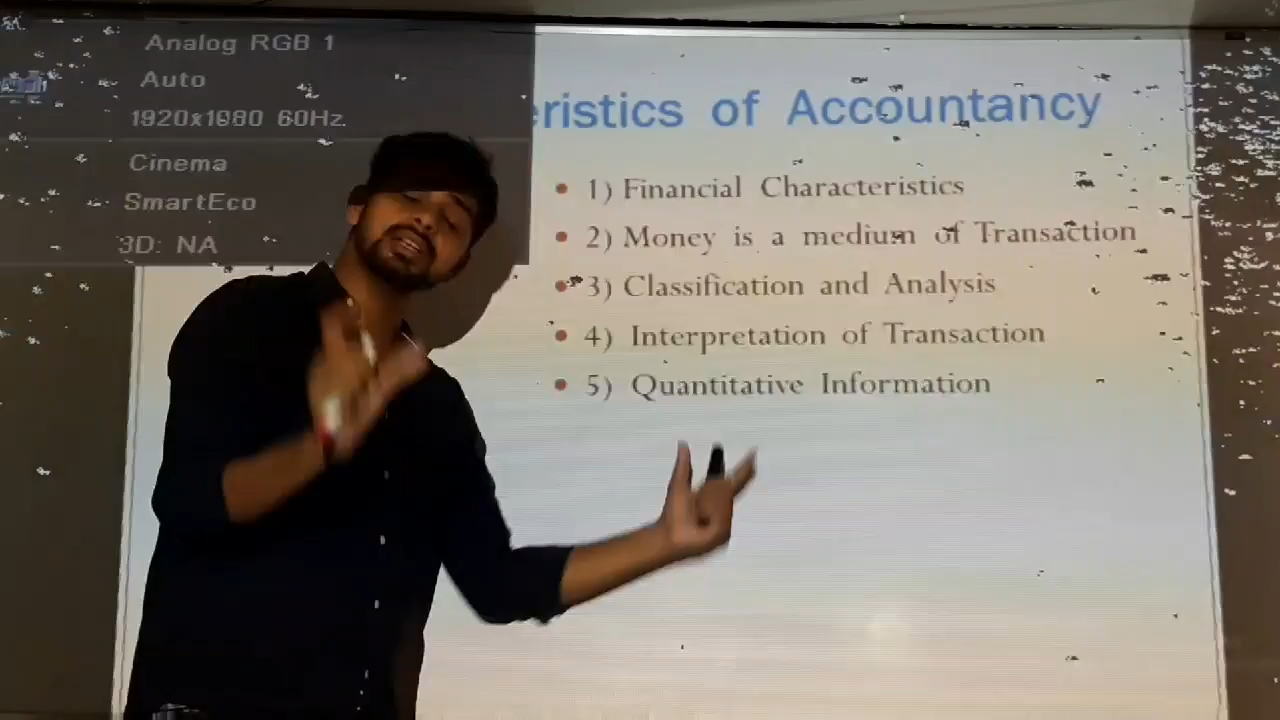 Analog RGB 1
Auto
1920x1080 60Hz
Cinema
SmartEco
3D: NA
eristics of Accountancy
• 1) Financial Characteristics
• 2) Money is a medium of Transaction
• 3) Classification and Analysis
• 4) Interpretation of Transaction
• 5) Quantitative Information